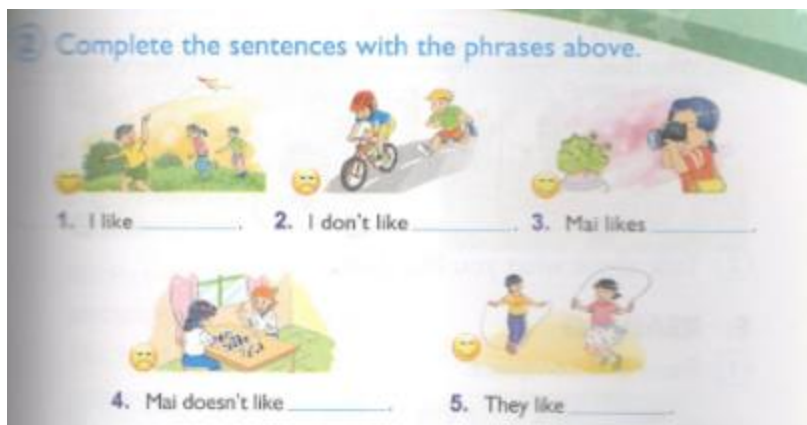 2 Complete the sentences with the phrases above.
1. I like ________. 2. I don't like ________. 3. Mai likes ________.
4. Mai doesn't like ________. 5. They like ________.